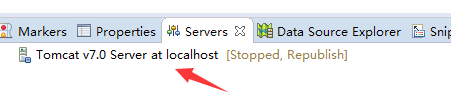 Markers Properties Servers Data Source Explorer Snip
Tomcat v7.0 Server at localhost [Stopped, Republish]